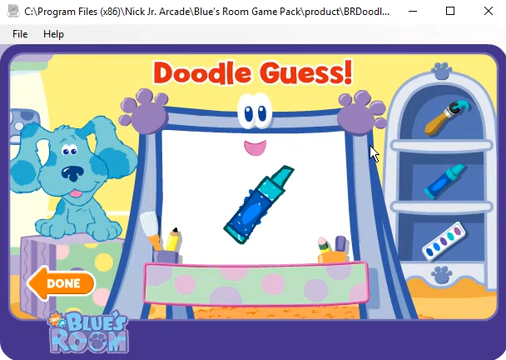 C:\Program Files (x86)\Nick Jr. Arcade\Blue's Room Game Pack\product\BRDoodl...
File Help
Doodle Guess!
DONE
BLUE'S
ROOM